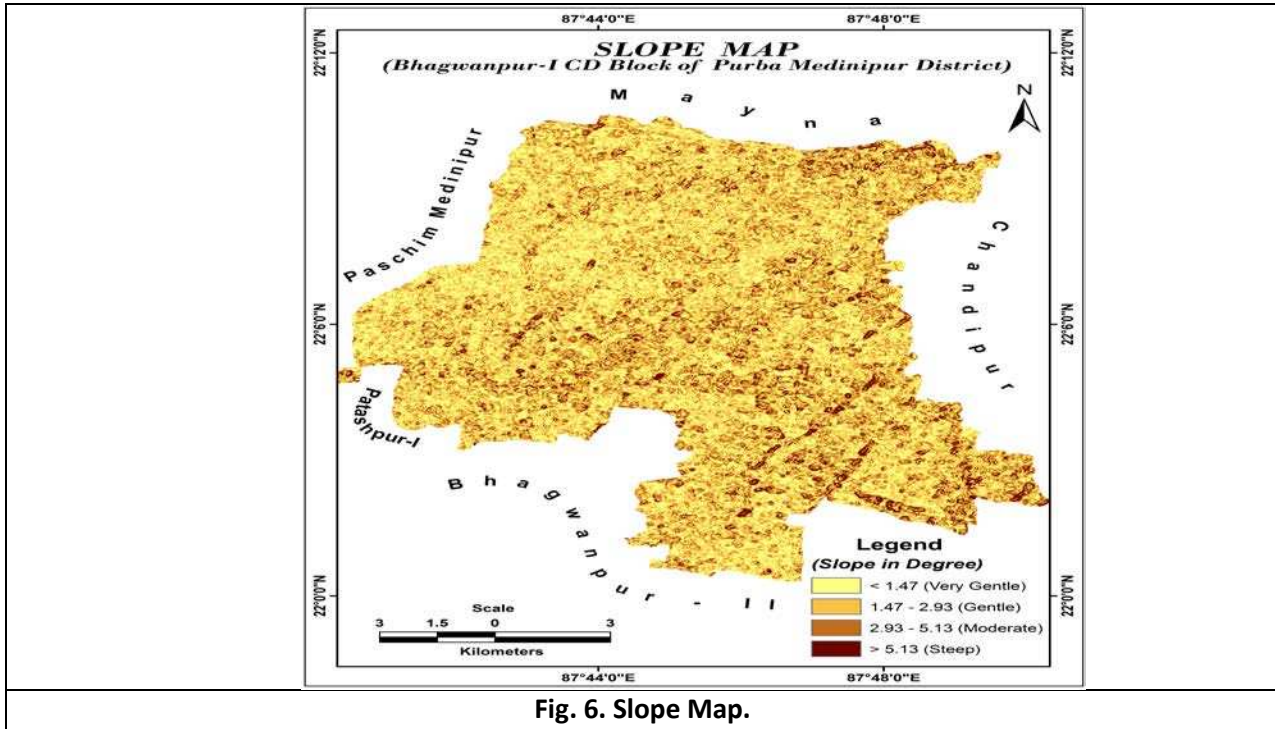 87°44'0"E 87°48'0"E
SLOPE MAP
(Bhagwanpur-I CD Block of Purba Medinipur District)
22°12'0"N 22°12'0"N
N
Mayna
Paschim Medinipur
Chandipur
22°6'0"N 22°6'0"N
Patashpur-I
Bhagwanpur-II
Legend
(Slope in Degree)
< 1.47 (Very Gentle)
1.47 - 2.93 (Gentle)
2.93 - 5.13 (Moderate)
> 5.13 (Steep)
22°0'0"N 22°0'0"N
Scale
3 1.5 0 3
Kilometers
87°44'0"E 87°48'0"E
Fig. 6. Slope Map.